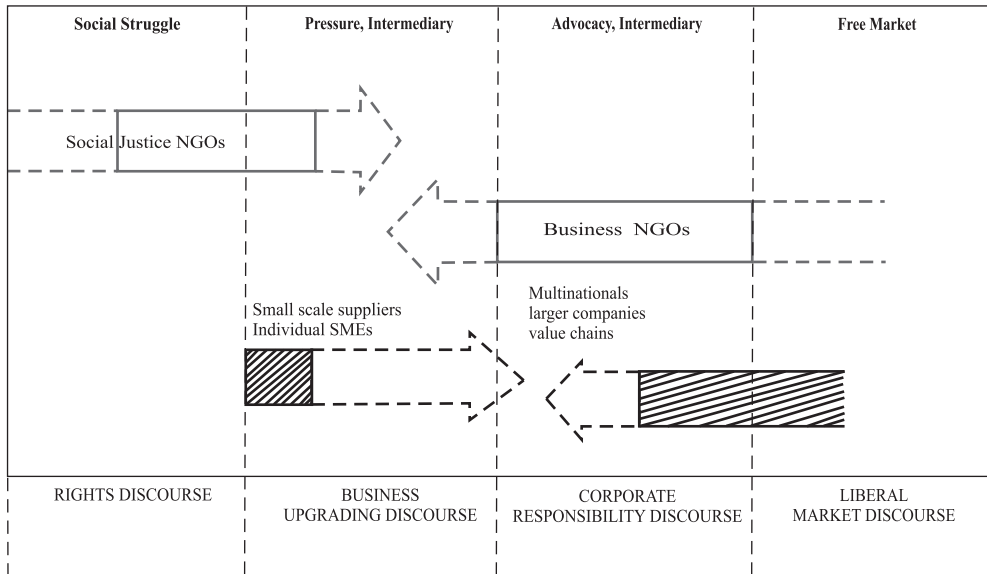 Social Struggle
Pressure, Intermediary
Advocacy, Intermediary
Free Market
Social Justice NGOs
Business NGOs
Small scale suppliers
Individual SMEs
Multinationals
larger companies
value chains
RIGHTS DISCOURSE
BUSINESS
UPGRADING DISCOURSE
CORPORATE
RESPONSIBILITY DISCOURSE
LIBERAL
MARKET DISCOURSE